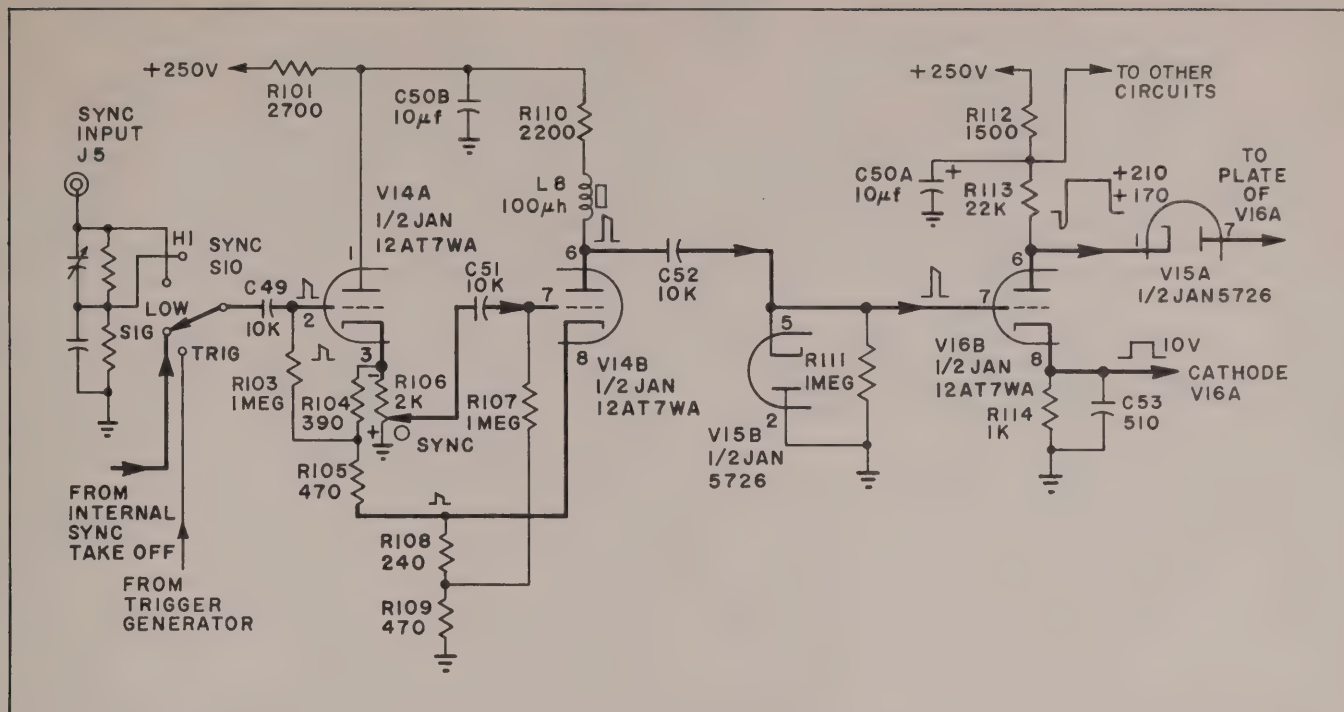 +250V
R101
2700
SYNC
INPUT
J5
C50B
10μf
R110
2200
L8
100μh
V14A
1/2 JAN
12AT7WA
HI
SYNC
S10
LOW
SIG
TRIG
C49
10K
1
2
3
R103
1MEG
R104
390
-
R106
2K
+
SYNC
C51
10K
R107
1MEG
R105
470
6
7
8
V14B
1/2 JAN
12AT7WA
C52
10K
R108
240
R109
470
FROM
INTERNAL
SYNC
TAKE OFF
FROM
TRIGGER
GENERATOR
5
2
R111
1MEG
V15B
1/2 JAN
5726
+250V
TO OTHER
CIRCUITS
R112
1500
C50A
10μf
+
R113
22K
+210
+170
TO
PLATE
OF
V16A
1
7
V15A
1/2 JAN 5726
6
7
8
V16B
1/2 JAN
12AT7WA
10V
CATHODE
V16A
R114
1K
C53
510